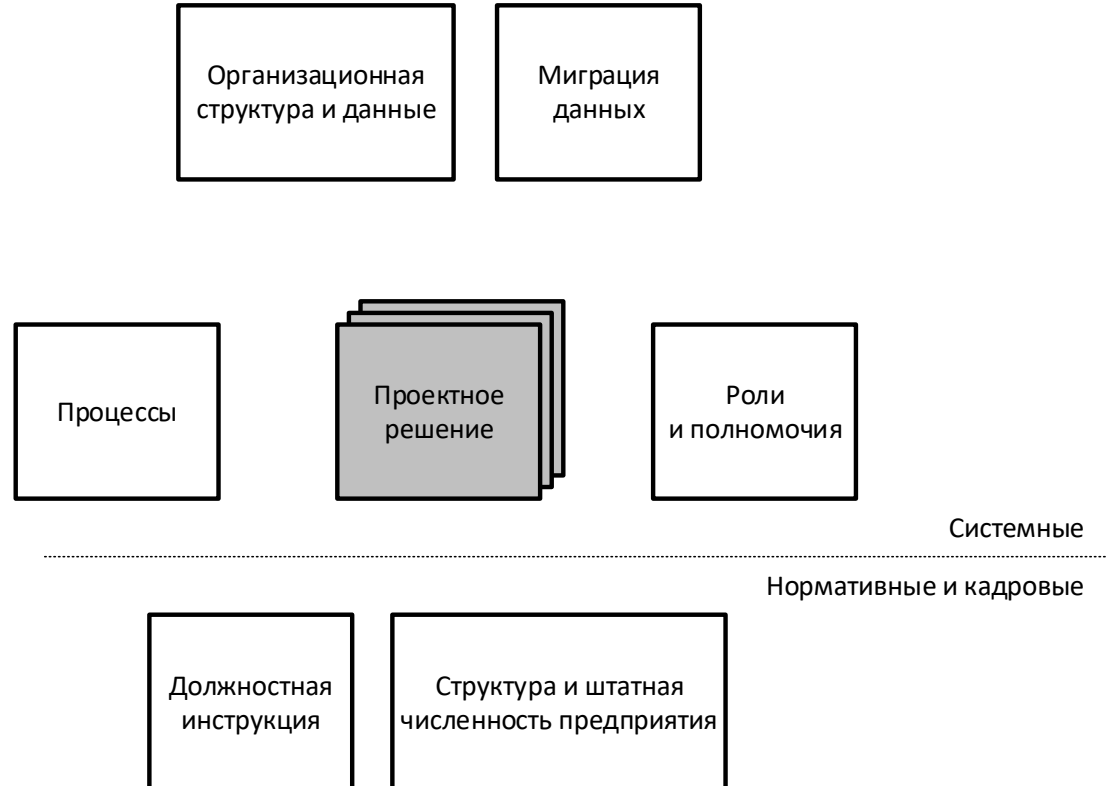 Организационная
структура и данные
Миграция
данных
Процессы
Проектное
решение
Роли
и полномочия
Системные
Нормативные и кадровые
Должностная
инструкция
Структура и штатная
численность предприятия